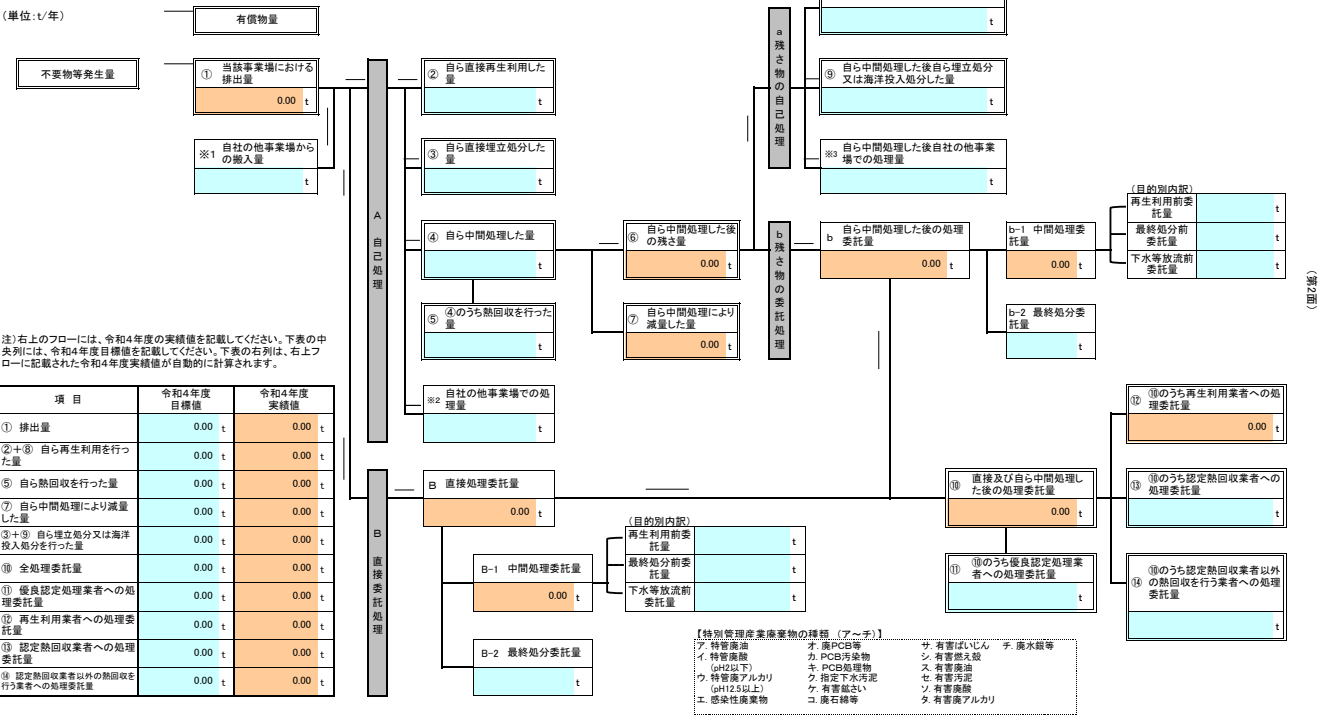 （単位：t/年）
有償物量
t
不要物等発生量
① 当該事業場における
排出量
0.00 t
※1 自社の他事業場から
の搬入量
t
A 自己処理
② 自ら直接再生利用した
量
t
③ 自ら直接埋立処分した
量
t
④ 自ら中間処理した量
t
⑤ ④のうち熱回収を行った
量
t
※2 自社の他事業場での処
理量
t
⑥ 自ら中間処理した後
の残さ量
0.00 t
⑦ 自ら中間処理により
減量した量
0.00 t
a 残さ物の自己処理
⑨ 自ら中間処理した後自ら埋立処分
又は海洋投入処分した量
t
※3 自ら中間処理した後自社の他事業
場での処理量
t
b 残さ物の委託処理
b 自ら中間処理した後の処理
委託量
0.00 t
b-1 中間処理委
託量
0.00 t
b-2 最終処分委
託量
t
（目的別内訳）
再生利用前委
託量
t
最終処分前
委託量
t
下水等放流前
委託量
t
（第2面）
注）右上のフローには、令和4年度の実績値を記載してください。下表の中
央列には、令和4年度目標値を記載してください。下表の右列は、右上フ
ローに記載された令和4年度実績値が自動的に計算されます。
項 目
令和4年度
目標値
令和4年度
実績値
① 排出量 0.00 t 0.00 t
②＋⑧ 自ら再生利用を行っ
た量 0.00 t 0.00 t
⑤ 自ら熱回収を行った量 0.00 t 0.00 t
⑦ 自ら中間処理により減量
した量 0.00 t 0.00 t
③＋⑨ 自ら埋立処分又は海洋
投入処分を行った量 0.00 t 0.00 t
⑩ 全処理委託量 0.00 t 0.00 t
⑪ 優良認定処理業者への処
理委託量 0.00 t 0.00 t
⑫ 再生利用業者への処理委
託量 0.00 t 0.00 t
⑬ 認定熱回収業者への処理
委託量 0.00 t 0.00 t
⑭ 認定熱回収業者以外の熱回収を
行う業者への処理委託量 0.00 t 0.00 t
B 直接委託処理
B 直接処理委託量
0.00 t
B-1 中間処理委託量
0.00 t
B-2 最終処分委託量
t
（目的別内訳）
再生利用前委
託量
t
最終処分前委
託量
t
下水等放流前
委託量
t
⑩ 直接及び自ら中間処理し
た後の処理委託量
0.00 t
⑪ ⑩のうち優良認定処理業
者への処理委託量
t
⑫ ⑩のうち再生利用業者への処
理委託量
0.00 t
⑬ ⑩のうち認定熱回収業者への
処理委託量
t
⑭ ⑩のうち認定熱回収業者以外
の熱回収を行う業者への処理
委託量
t
【特別管理産業廃棄物の種類 （ア～チ）】
ア．特管廃油 オ．廃PCB等 サ．有害ばいじん チ．廃水銀等
イ．特管廃酸 カ．PCB汚染物 シ．有害燃え殻
（pH2以下） キ．PCB処理物 ス．有害廃油
ウ．特管廃アルカリ ク．指定下水汚泥 セ．有害汚泥
（pH12.5以上） ケ．有害鉱さい ソ．有害廃酸
エ．感染性廃棄物 コ．廃石綿等 タ．有害廃アルカリ